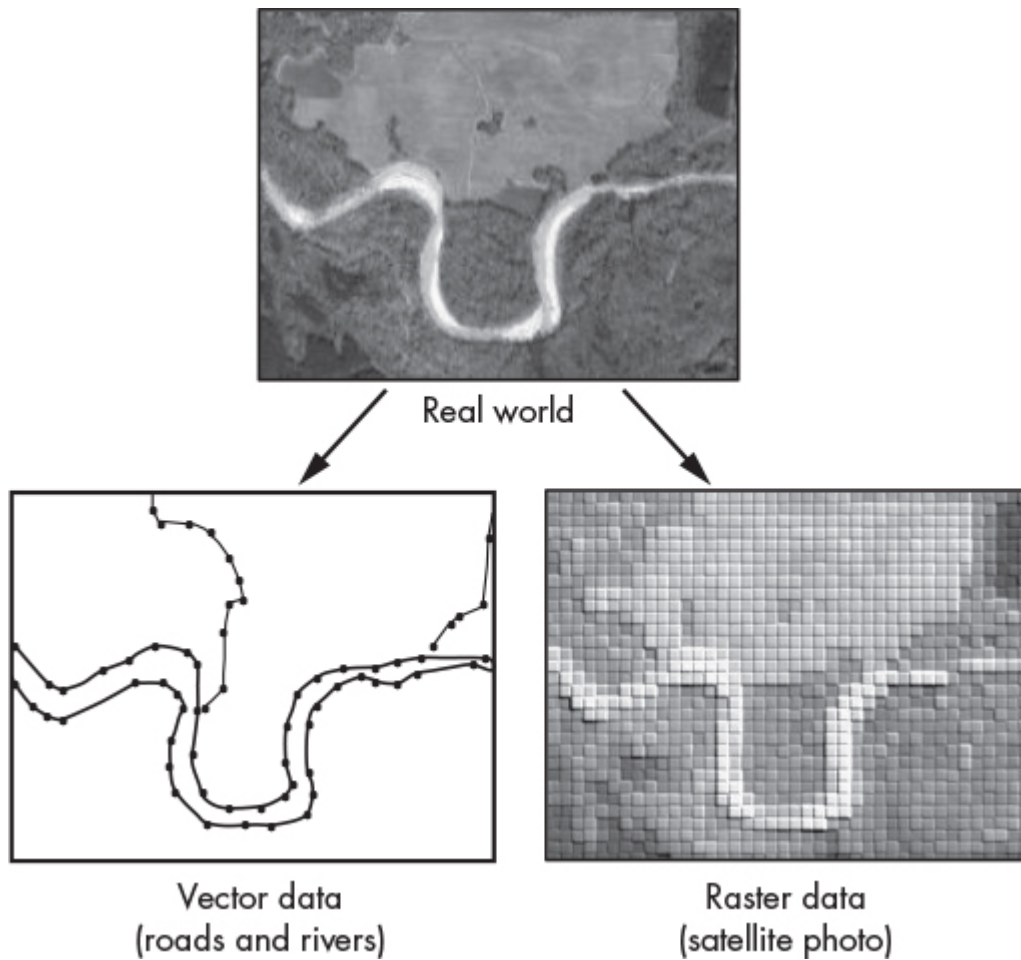 Real world
Vector data
(roads and rivers)
Raster data
(satellite photo)